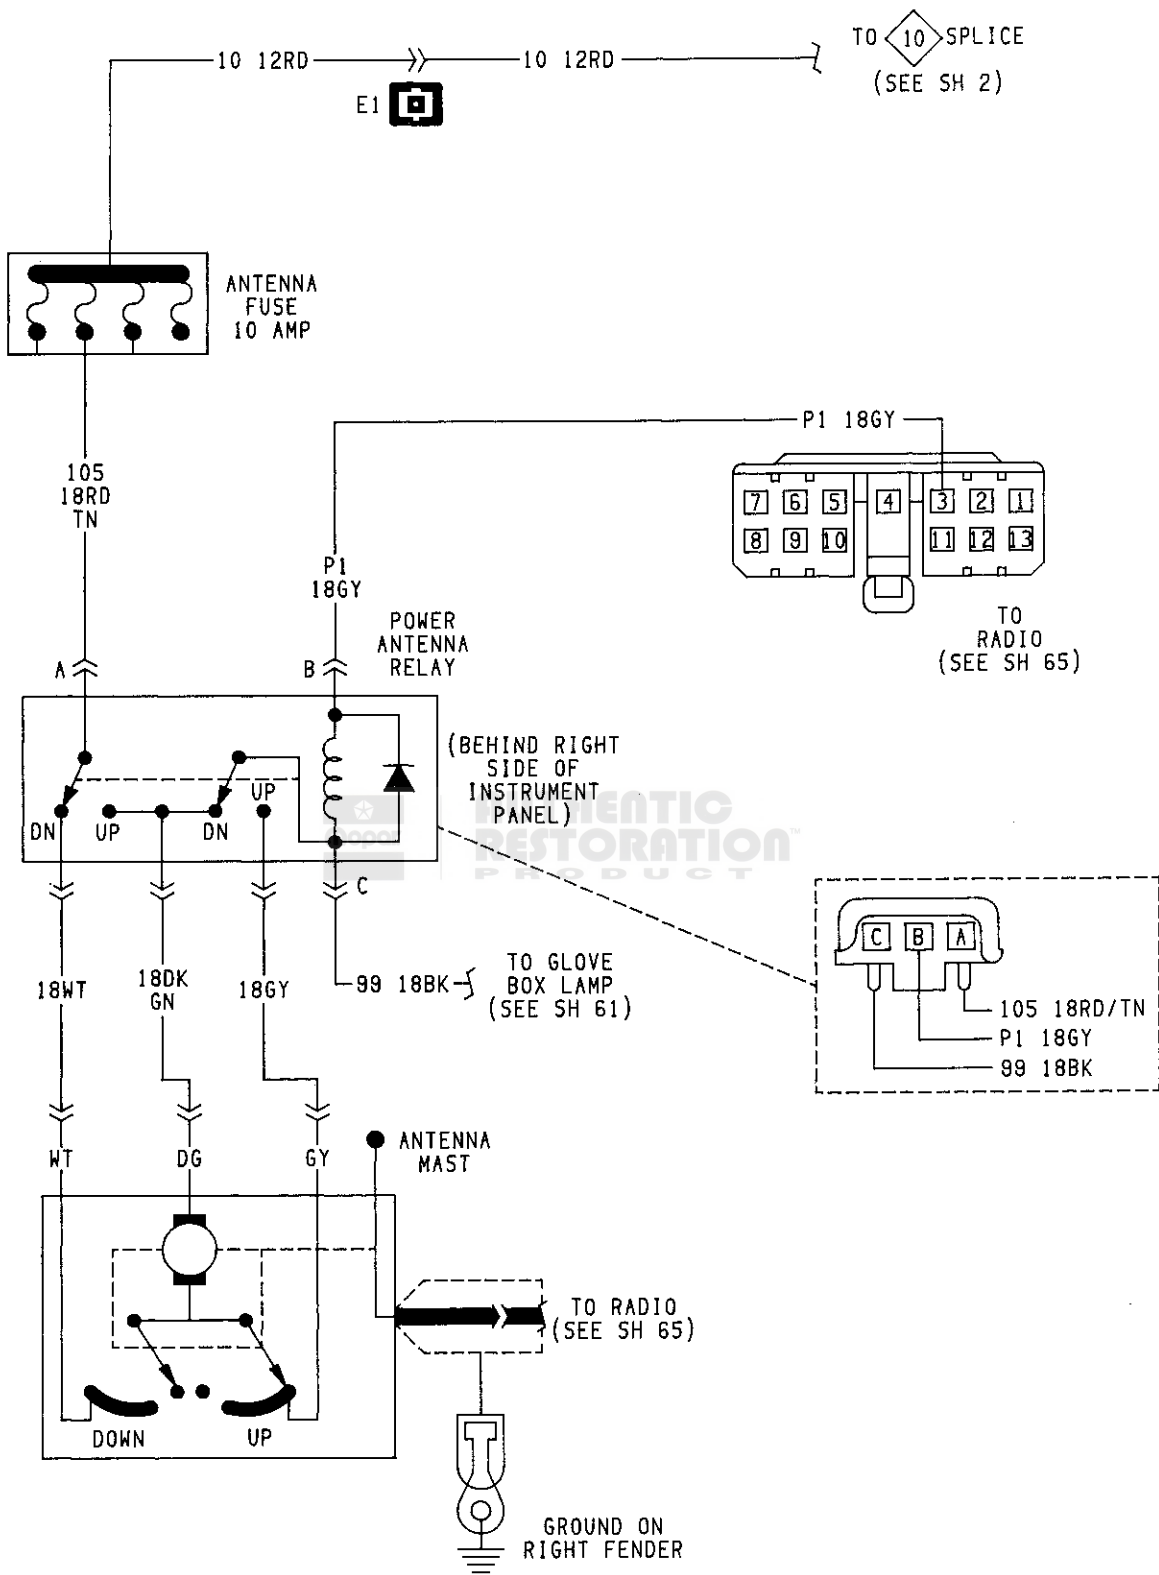 TO 10 SPLICE
(SEE SH 2)
10 12RD
10 12RD
E1
ANTENNA
FUSE
10 AMP
105
18RD
TN
P1 18GY
7 6 5 4 3 2 1
8 9 10 11 12 13
TO
RADIO
(SEE SH 65)
P1
18GY
POWER
ANTENNA
RELAY
A
B
(BEHIND RIGHT
SIDE OF
INSTRUMENT
PANEL)
DN
UP
DN
UP
Mopar
AUTHENTIC
RESTORATION™
PRODUCT
C
18WT
18DK
GN
18GY
99 18BK
TO GLOVE
BOX LAMP
(SEE SH 61)
C B A
105 18RD/TN
P1 18GY
99 18BK
WT
DG
GY
ANTENNA
MAST
TO RADIO
(SEE SH 65)
DOWN
UP
GROUND ON
RIGHT FENDER